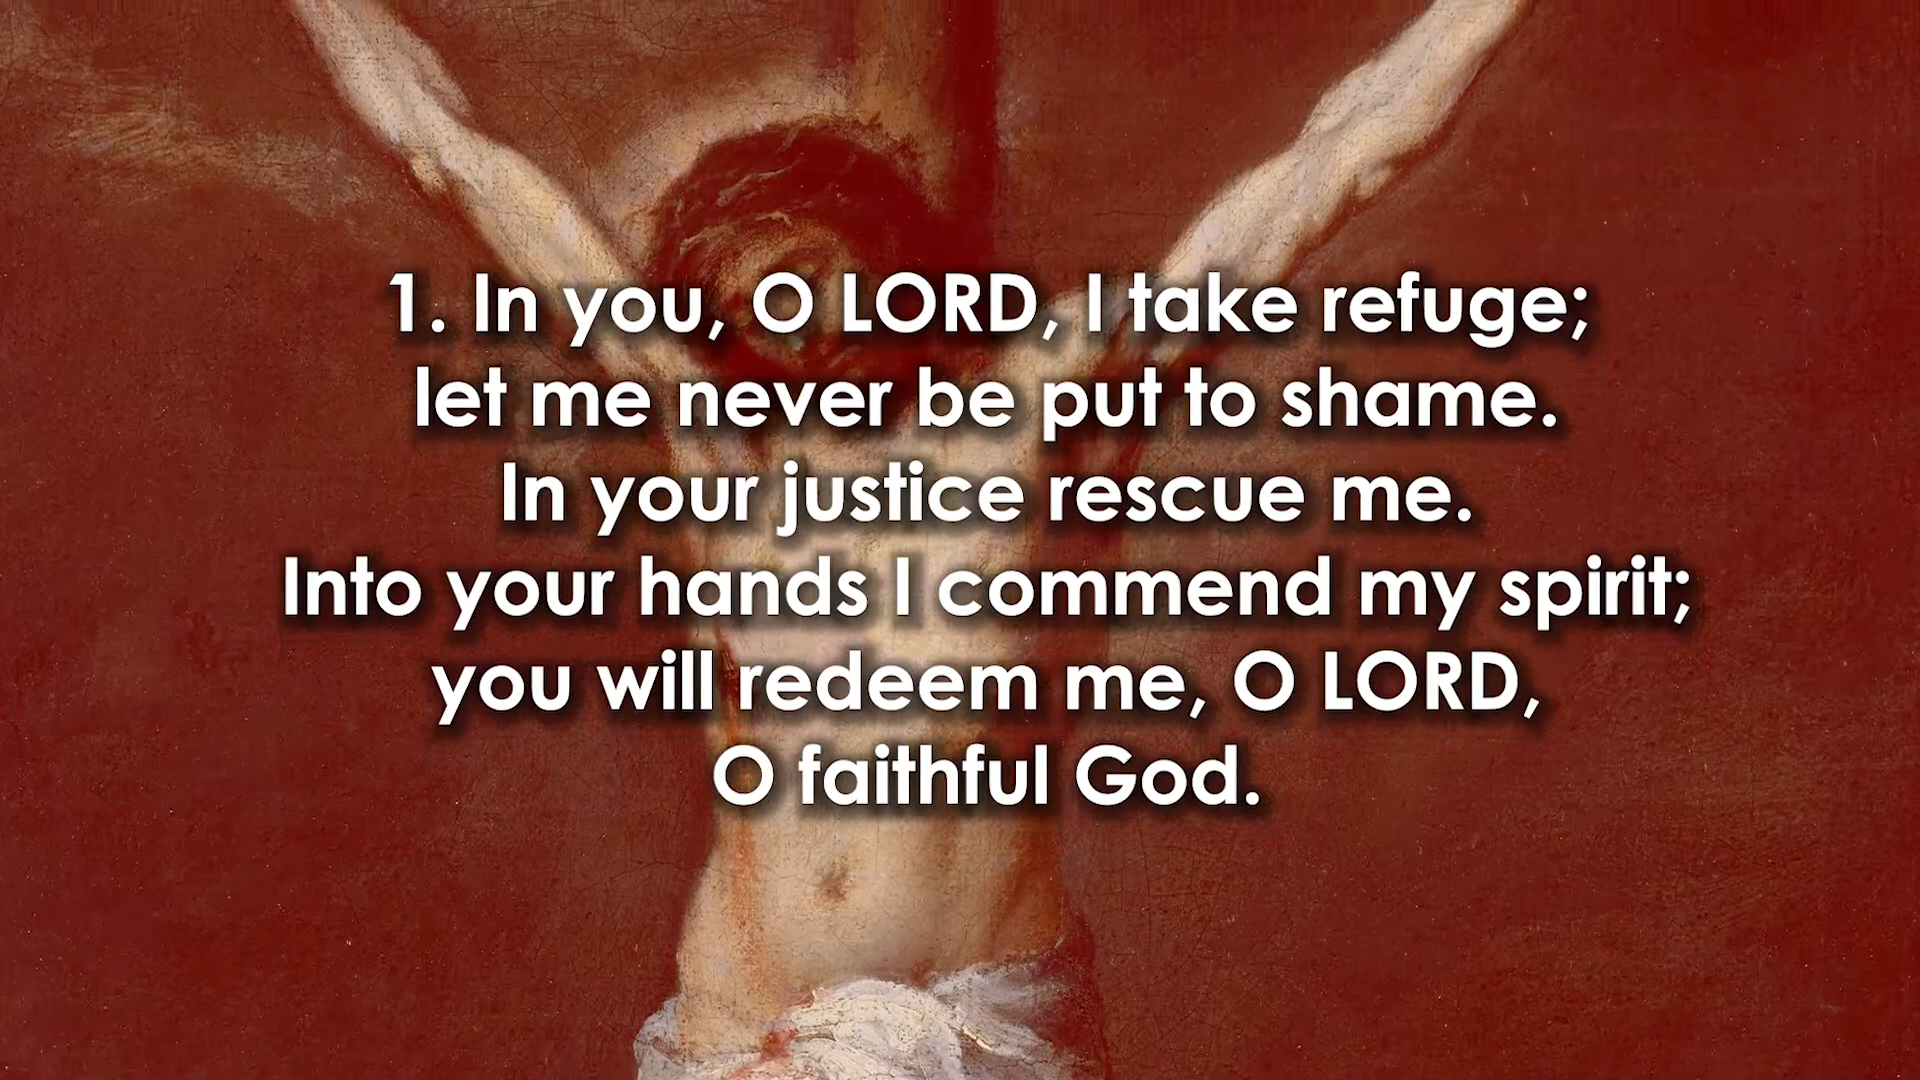 1. In you, O LORD, I take refuge;
let me never be put to shame.
In your justice rescue me.
Into your hands I commend my spirit;
you will redeem me, O LORD,
O faithful God.